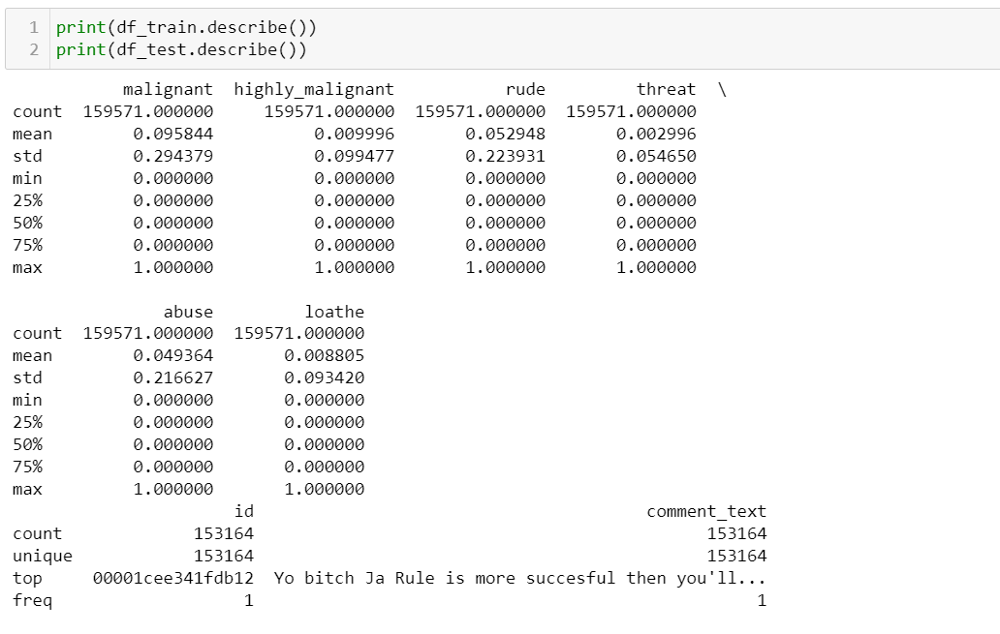 1 print(df_train.describe())
2 print(df_test.describe())
malignant highly_malignant rude threat \
count 159571.000000 159571.000000 159571.000000 159571.000000
mean 0.095844 0.009996 0.052948 0.002996
std 0.294379 0.099477 0.223931 0.054650
min 0.000000 0.000000 0.000000 0.000000
25% 0.000000 0.000000 0.000000 0.000000
50% 0.000000 0.000000 0.000000 0.000000
75% 0.000000 0.000000 0.000000 0.000000
max 1.000000 1.000000 1.000000 1.000000
abuse loathe
count 159571.000000 159571.000000
mean 0.049364 0.008805
std 0.216627 0.093420
min 0.000000 0.000000
25% 0.000000 0.000000
50% 0.000000 0.000000
75% 0.000000 0.000000
max 1.000000 1.000000
id comment_text
count 153164 153164
unique 153164 153164
top 00001cee341fdb12 Yo bitch Ja Rule is more succesful then you'll...
freq 1 1